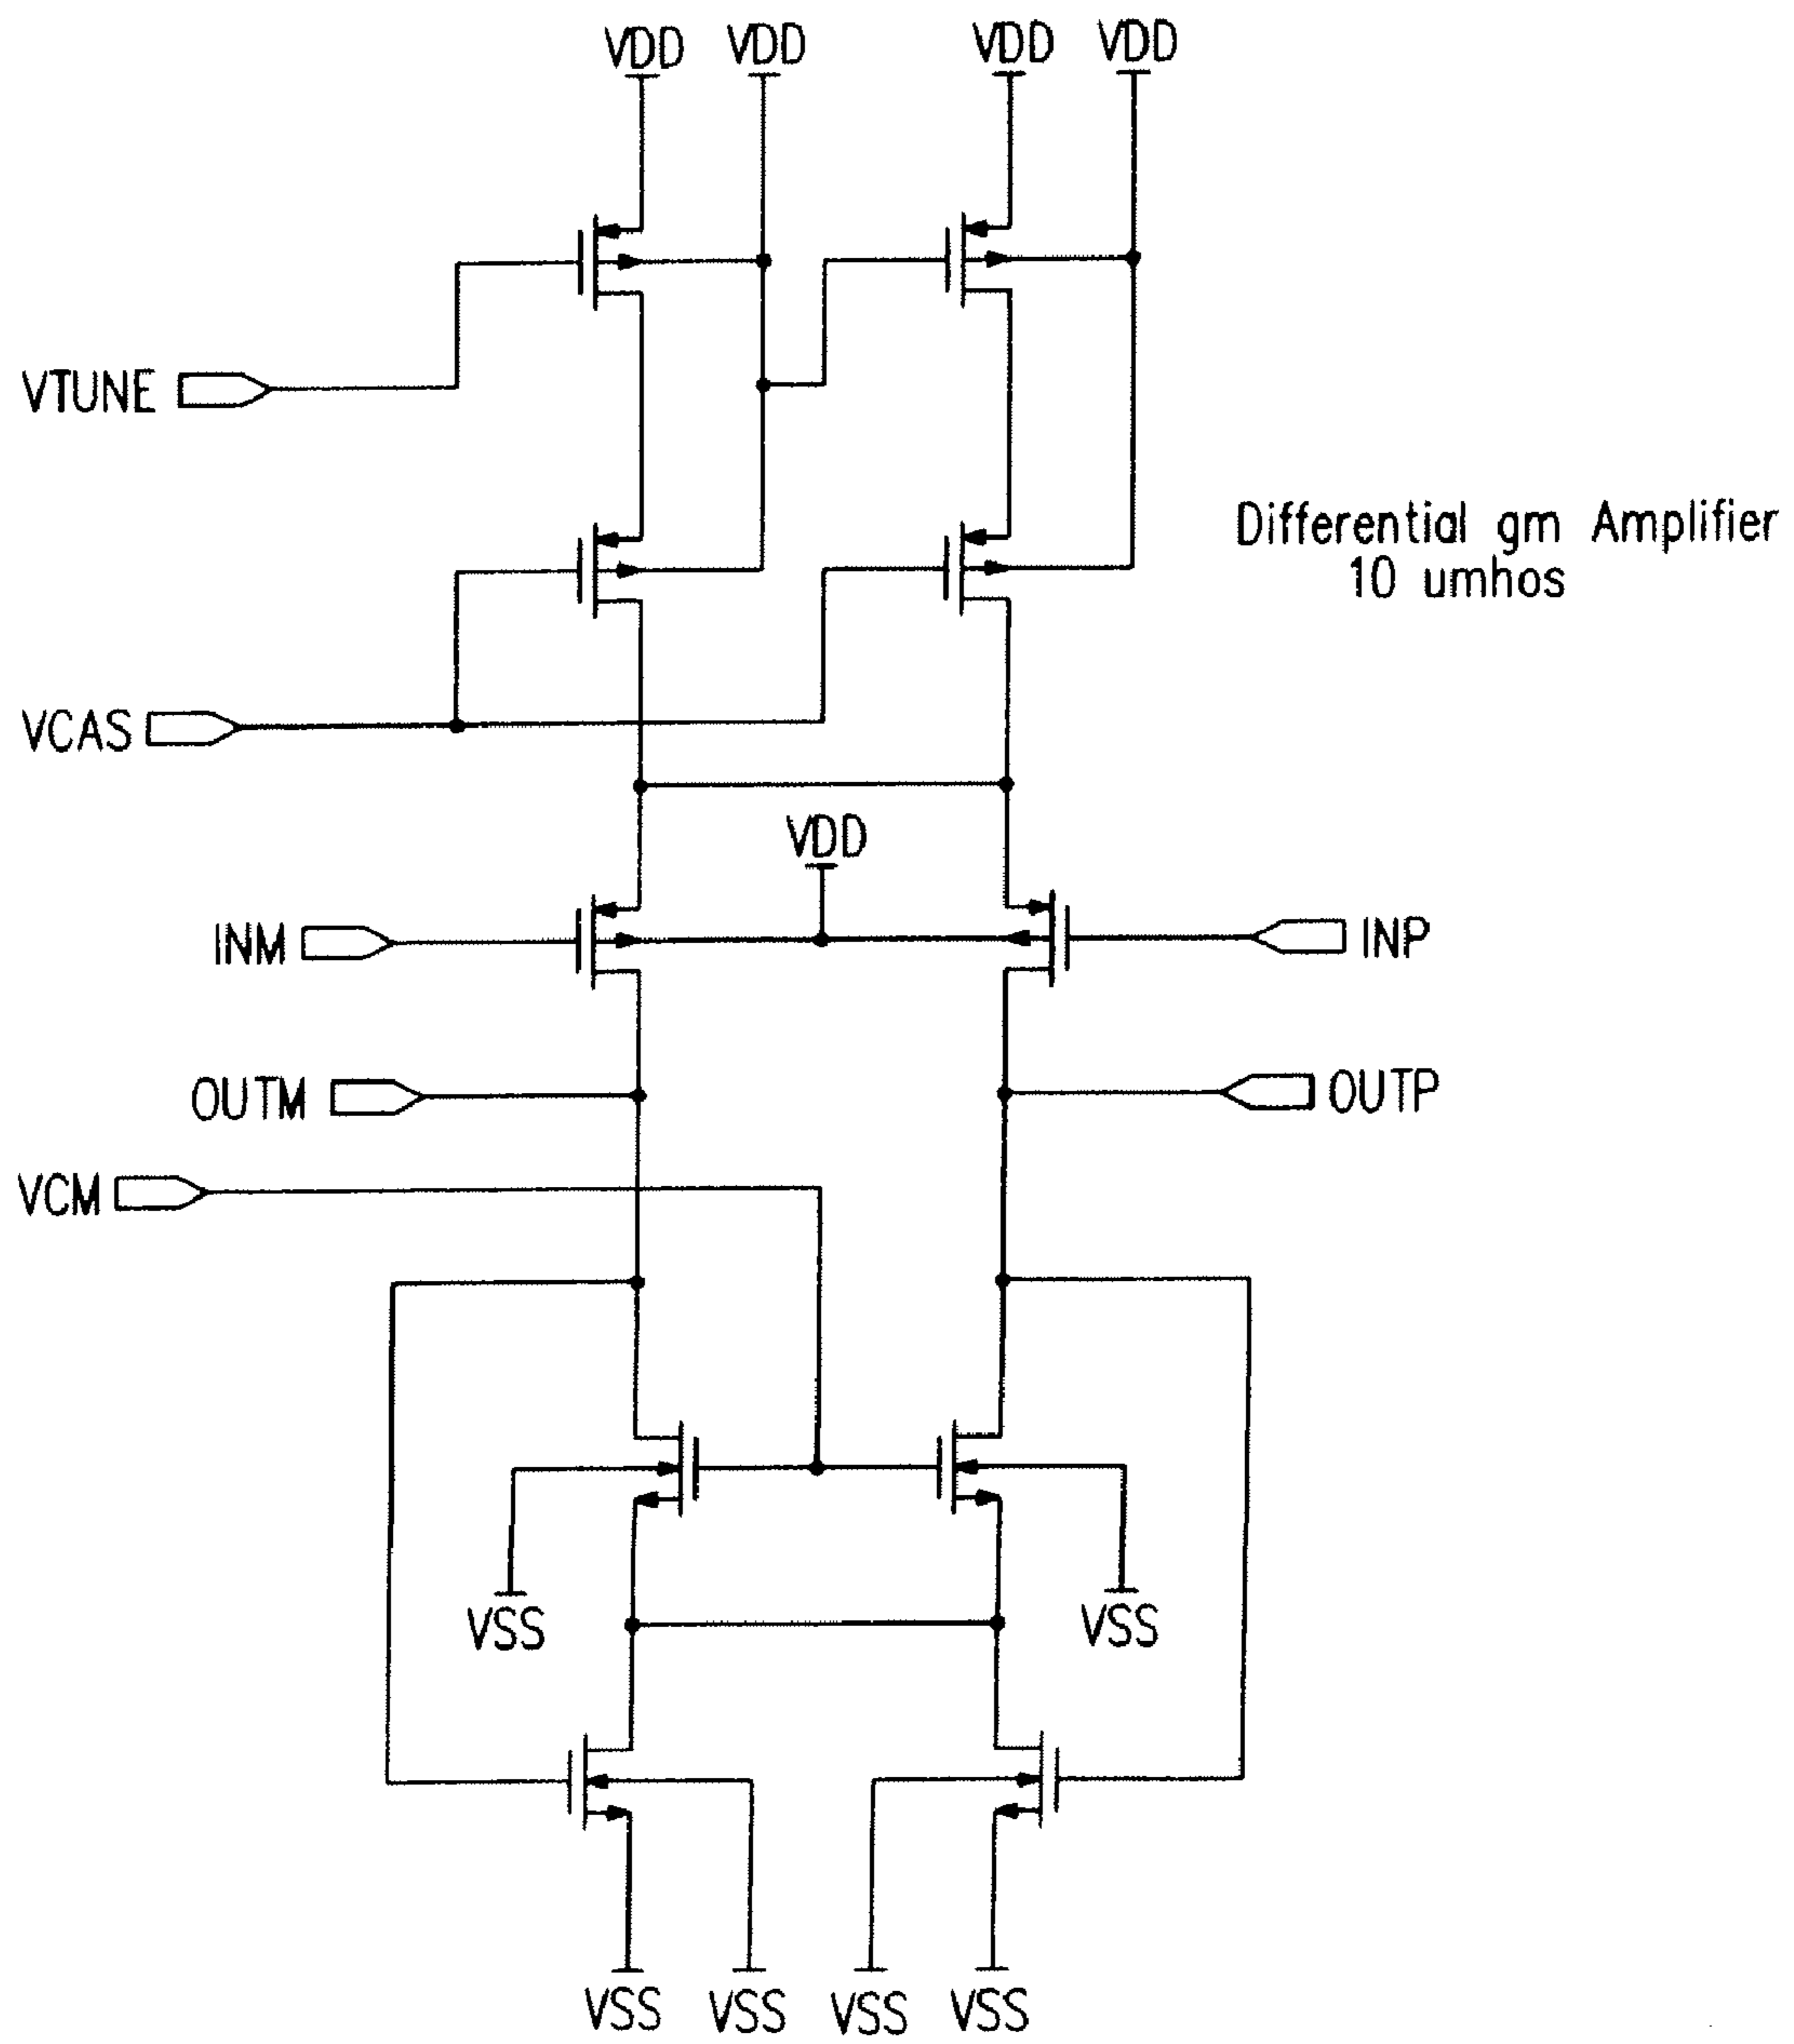 VDD VDD VDD VDD
VTUNE
Differential gm Amplifier
10 umhos
VCAS
VDD
INM
INP
OUTM
OUTP
VCM
VSS
VSS
VSS VSS VSS VSS